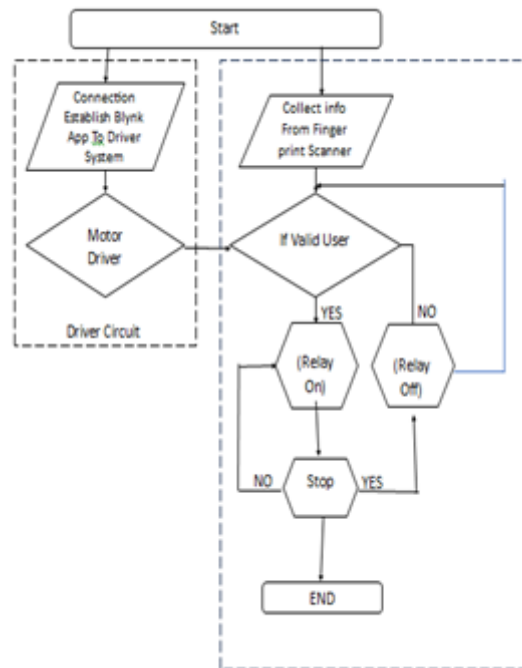 Start
Connection
Establish Blynk
App To Driver
System
Motor
Driver
Driver Circuit
Collect info
From Finger
print Scanner
If Valid User
YES
NO
(Relay
On)
(Relay
Off)
NO
Stop
YES
END